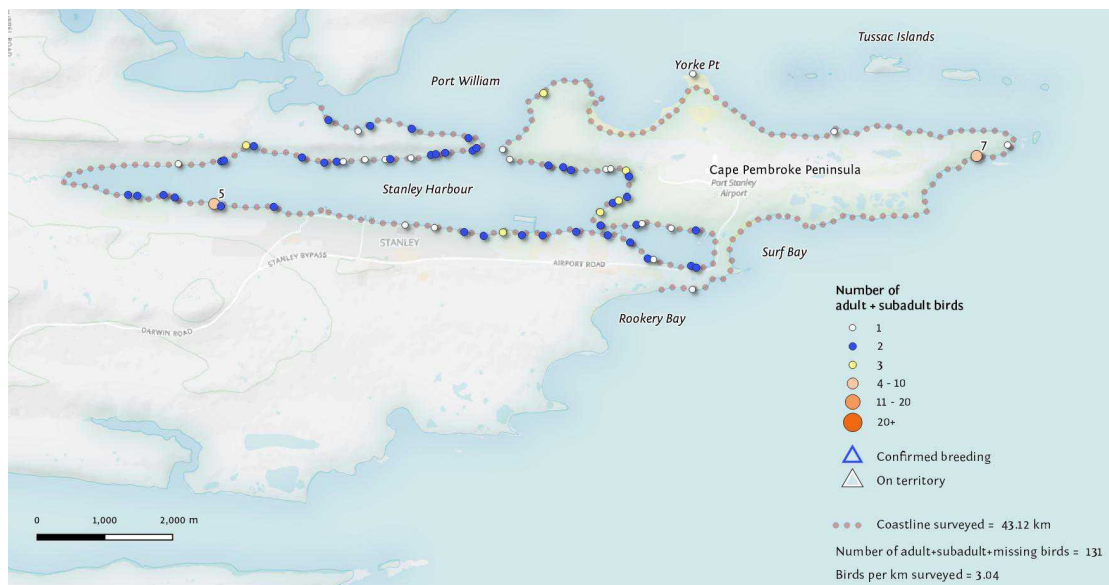 Tussac Islands
Yorke Pt
Port William
7
Cape Pembroke Peninsula
Port Stanley
Airport
Stanley Harbour
5
STANLEY
STANLEY BYPASS
AIRPORT ROAD
Surf Bay
Rookery Bay
DARWIN ROAD
Number of
adult + subadult birds
1
2
3
4 - 10
11 - 20
20+
Confirmed breeding
On territory
0 1,000 2,000 m
Coastline surveyed = 43.12 km
Number of adult+subadult+missing birds = 131
Birds per km surveyed = 3.04